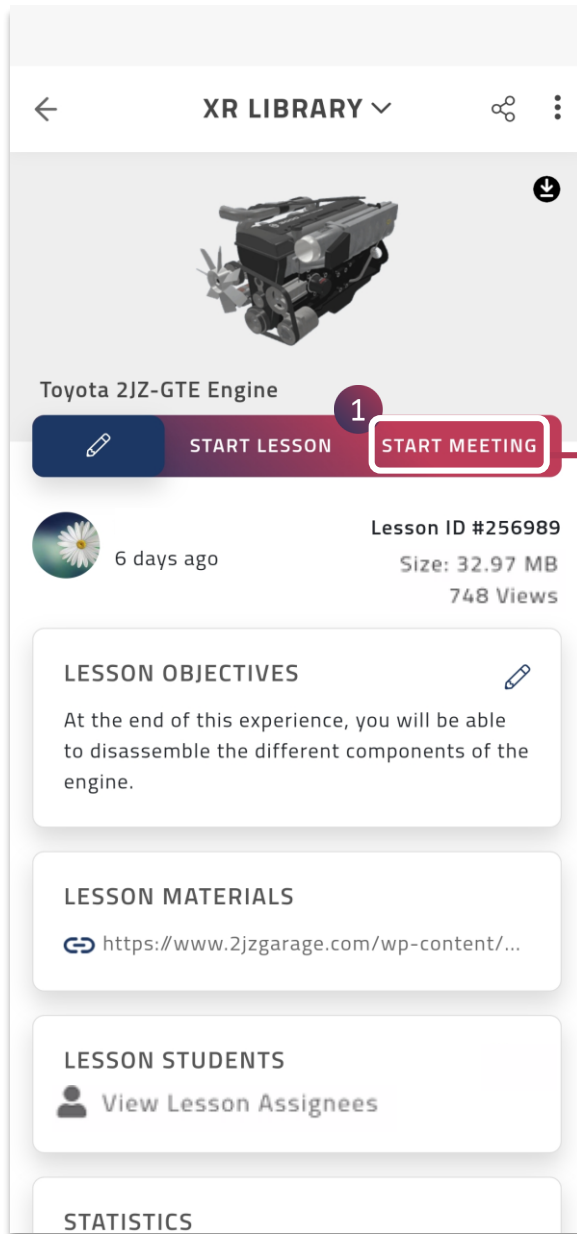 XR LIBRARY
Toyota 2JZ-GTE Engine
1
START LESSON
START MEETING
6 days ago
Lesson ID #256989
Size: 32.97 MB
748 Views
LESSON OBJECTIVES
At the end of this experience, you will be able
to disassemble the different components of the
engine.
LESSON MATERIALS
https://www.2jzgarage.com/wp-content/...
LESSON STUDENTS
View Lesson Assignees
STATISTICS